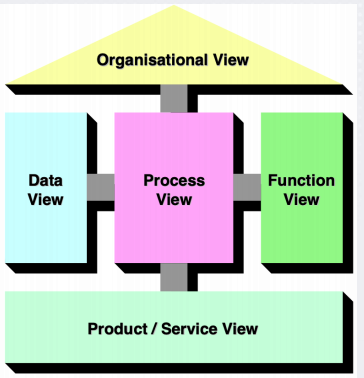 Organisational View
Data
View
Process
View
Function
View
Product / Service View